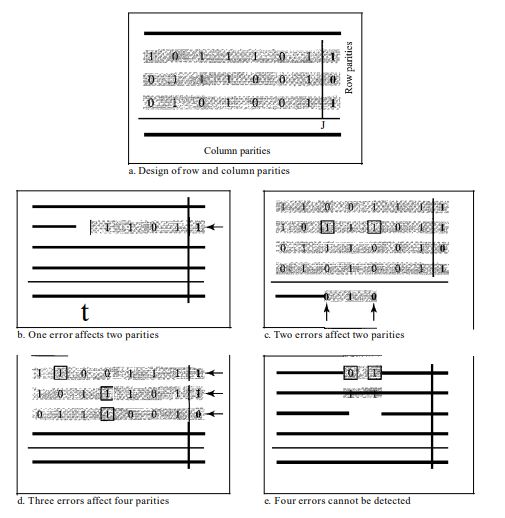 1 0 1 1 1 0 1 1
0 1 1 1 0 0 1 0
0 1 0 1 0 0 1 1
Row parities
J
Column parities
a. Design of row and column parities
1 1 0 1 1
t
b. One error affects two parities
1 1 0 0 1 1 1 1
1 0 1 1 1 0 1 1
0 1 1 1 0 0 1 0
0 1 0 1 0 0 1 1
0 1 0
c. Two errors affect two parities
1 1 0 0 1 1 1 1
1 0 1 1 1 0 1 1
0 1 1 1 0 0 1 0
d. Three errors affect four parities
0 1
1 1
e. Four errors cannot be detected